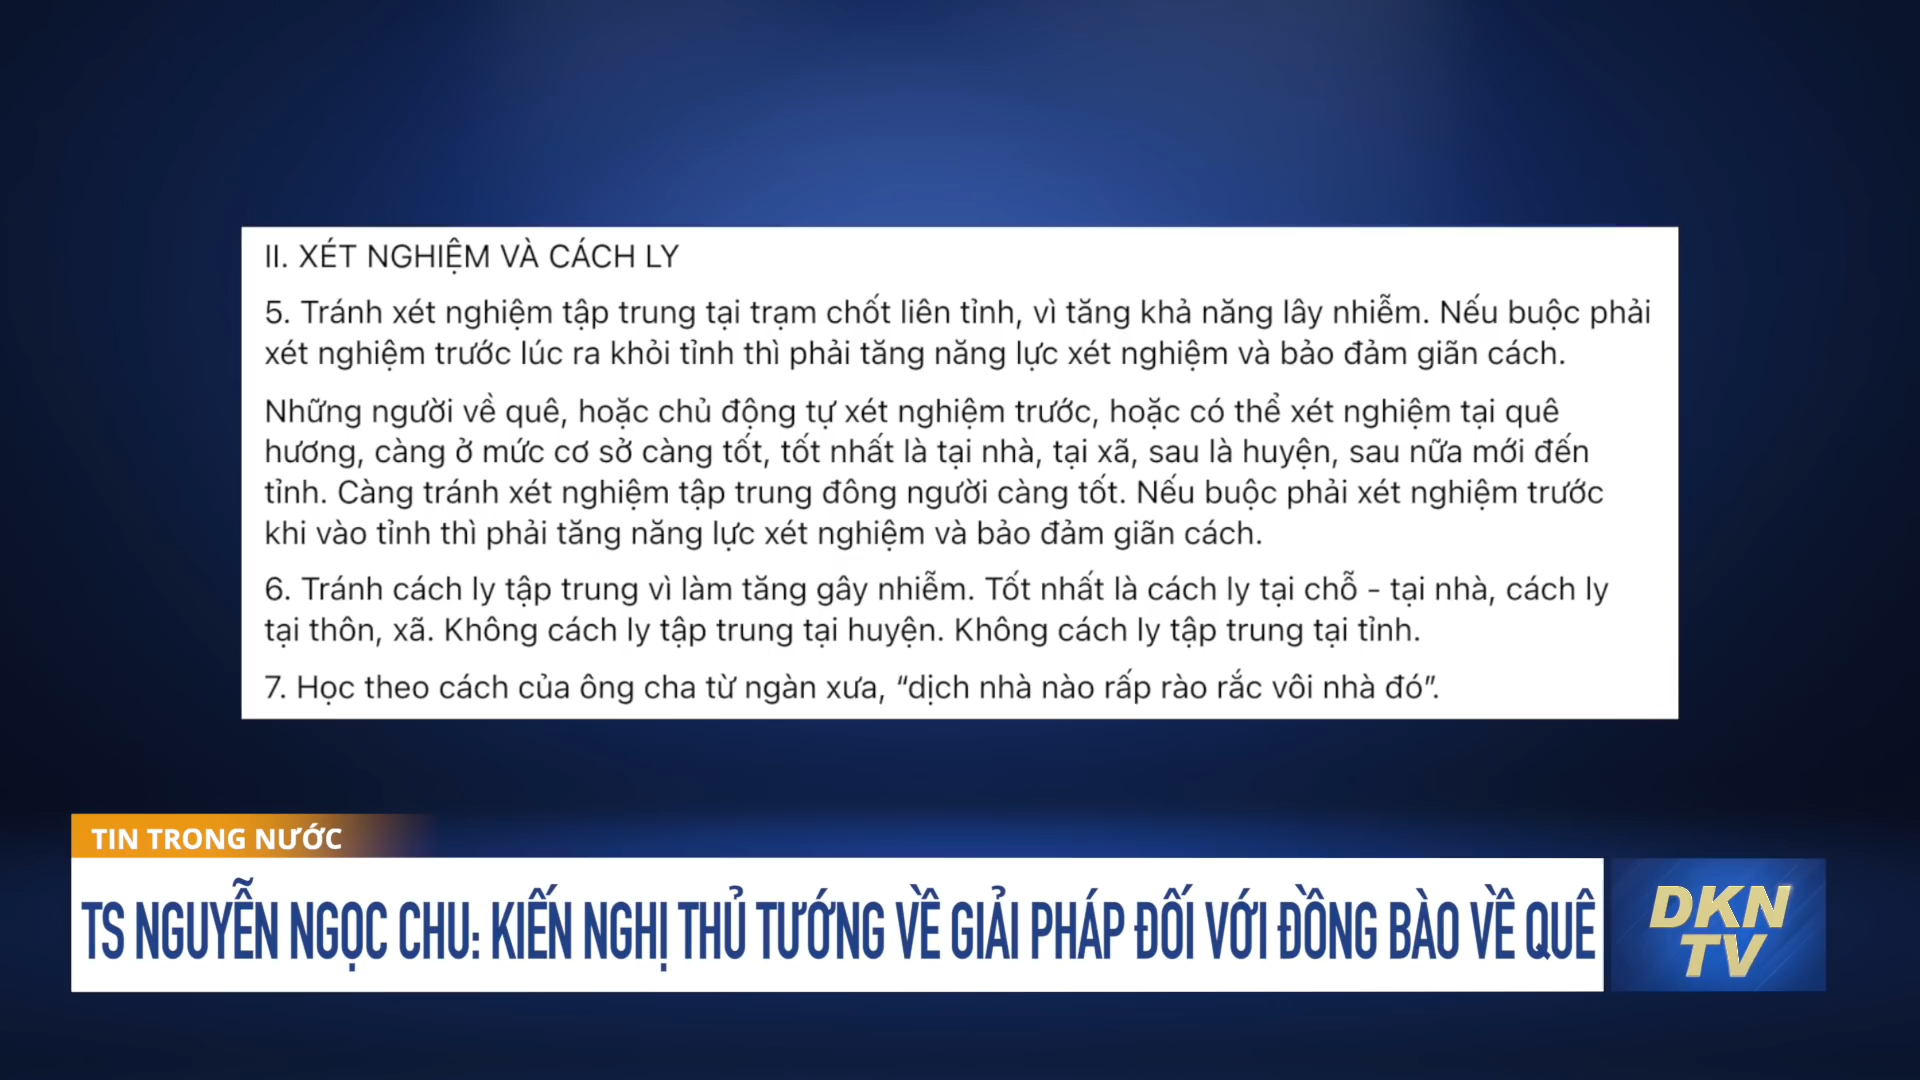 II. XÉT NGHIỆM VÀ CÁCH LY
5. Tránh xét nghiệm tập trung tại trạm chốt liên tỉnh, vì tăng khả năng lây nhiễm. Nếu buộc phải
xét nghiệm trước lúc ra khỏi tỉnh thì phải tăng năng lực xét nghiệm và bảo đảm giãn cách.
Những người về quê, hoặc chủ động tự xét nghiệm trước, hoặc có thể xét nghiệm tại quê
hương, càng ở mức cơ sở càng tốt, tốt nhất là tại nhà, tại xã, sau là huyện, sau nữa mới đến
tỉnh. Càng tránh xét nghiệm tập trung đông người càng tốt. Nếu buộc phải xét nghiệm trước
khi vào tỉnh thì phải tăng năng lực xét nghiệm và bảo đảm giãn cách.
6. Tránh cách ly tập trung vì làm tăng gây nhiễm. Tốt nhất là cách ly tại chỗ - tại nhà, cách ly
tại thôn, xã. Không cách ly tập trung tại huyện. Không cách ly tập trung tại tỉnh.
7. Học theo cách của ông cha từ ngàn xưa, “dịch nhà nào rấp rào rắc vôi nhà đó”.
TIN TRONG NƯỚC
TS NGUYỄN NGỌC CHU: KIẾN NGHỊ THỦ TƯỚNG VỀ GIẢI PHÁP ĐỐI VỚI ĐỒNG BÀO VỀ QUÊ
DKN
TV